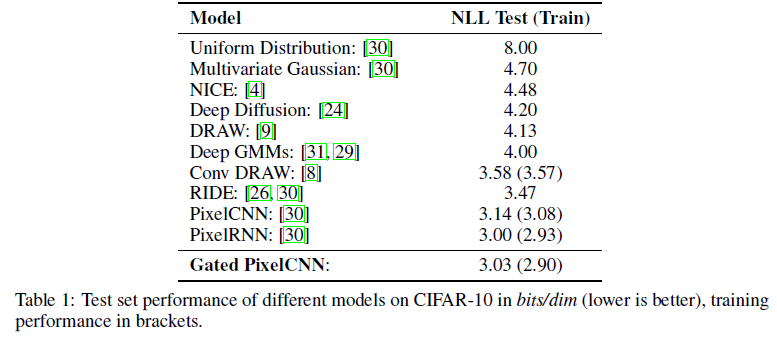 Model NLL Test (Train)
Uniform Distribution: [30] 8.00
Multivariate Gaussian: [30] 4.70
NICE: [4] 4.48
Deep Diffusion: [24] 4.20
DRAW: [9] 4.13
Deep GMMs: [31, 29] 4.00
Conv DRAW: [8] 3.58 (3.57)
RIDE: [26, 30] 3.47
PixelCNN: [30] 3.14 (3.08)
PixelRNN: [30] 3.00 (2.93)
Gated PixelCNN: 3.03 (2.90)
Table 1: Test set performance of different models on CIFAR-10 in bits/dim (lower is better), training
performance in brackets.